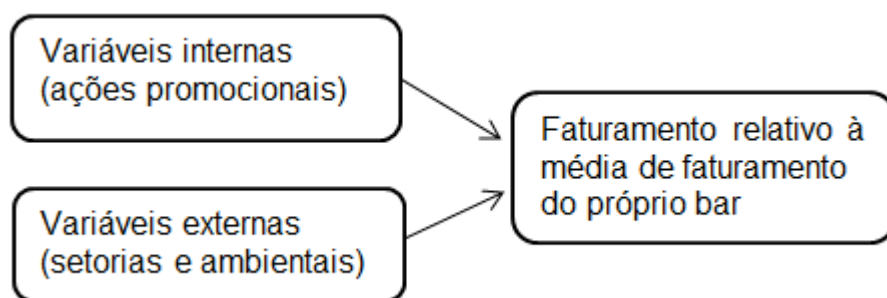 Variáveis internas
(ações promocionais)
Faturamento relativo à
média de faturamento
do próprio bar
Variáveis externas
(setorias e ambientais)